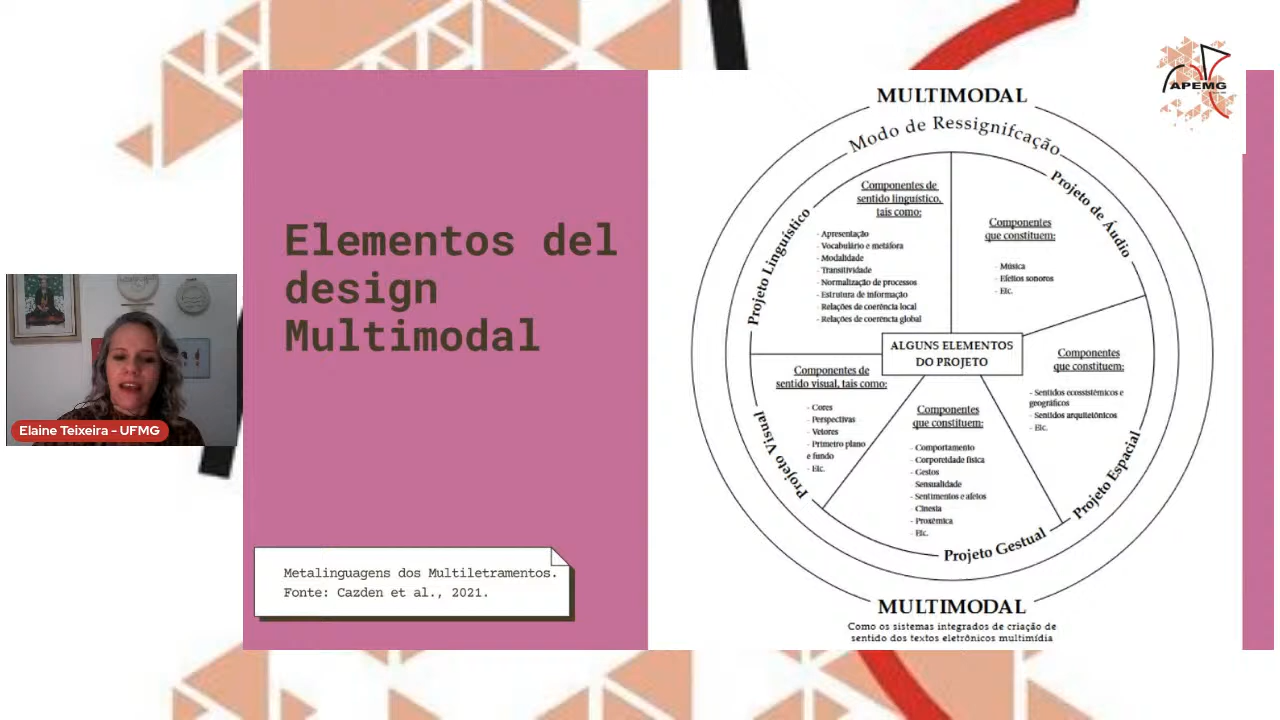 APEMG
Elementos del
design
Multimodal
Metalinguagens dos Multiletramentos.
Fonte: Cazden et al., 2021.
Elaine Teixeira - UFMG
MULTIMODAL
Modo de Ressignifcação
Projeto Linguístico
Componentes de
sentido linguístico,
tais como:
- Apresentação
- Vocabulário e metáfora
- Modalidade
- Transitividade
- Normalização de processos
- Estrutura de informação
Relações de coerência local
- Relações de coerência global
Projeto de Áudio
Componentes
que constituem:
- Música
- Efeitos sonoros
- Etc.
ALGUNS ELEMENTOS
DO PROJETO
Componentes
que constituem:
- Sentidos ecossistêmicos e
geográficos
- Sentidos arquitetônicos
- Etc.
Projeto Espacial
Componentes de
sentido visual, tais como:
- Cores
- Perspectivas
- Vetores
- Primeiro plano
e fundo
- Etc.
Projeto Visual
Componentes
que constituem:
- Comportamento
- Corporeidade física
- Gestos
Sensualidade
- Sentimentos e afetos
- Cinesia
- Proxêmica
- Etc.
Projeto Gestual
MULTIMODAL
Como os sistemas integrados de criação de
sentido dos textos eletrônicos multimídia